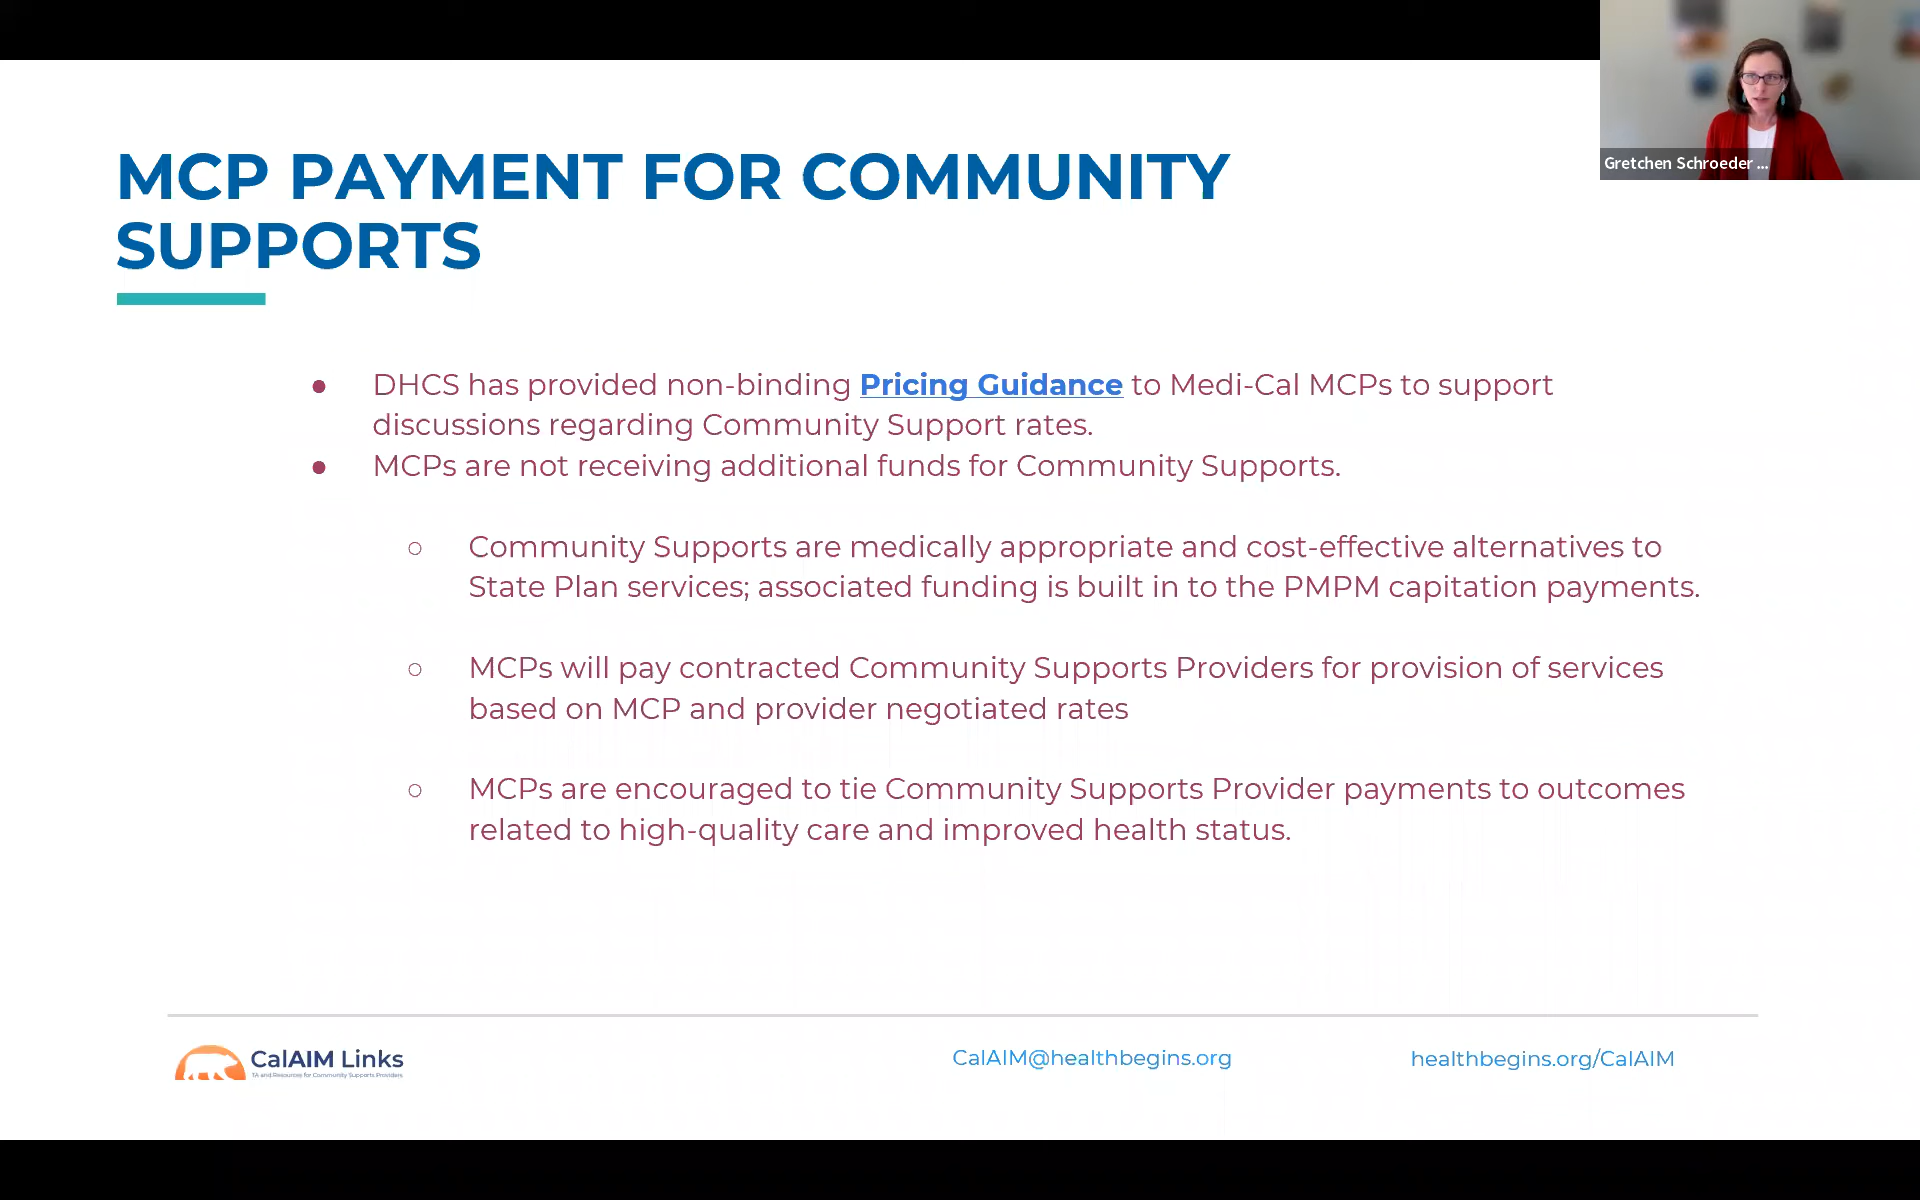 Gretchen Schroeder ...
MCP PAYMENT FOR COMMUNITY
SUPPORTS
● DHCS has provided non-binding Pricing Guidance to Medi-Cal MCPs to support
discussions regarding Community Support rates.
● MCPs are not receiving additional funds for Community Supports.
○ Community Supports are medically appropriate and cost-effective alternatives to
State Plan services; associated funding is built in to the PMPM capitation payments.
○ MCPs will pay contracted Community Supports Providers for provision of services
based on MCP and provider negotiated rates
○ MCPs are encouraged to tie Community Supports Provider payments to outcomes
related to high-quality care and improved health status.
CalAIM Links
TA and Resources for Community Supports Providers
CalAIM@healthbegins.org
healthbegins.org/CalAIM